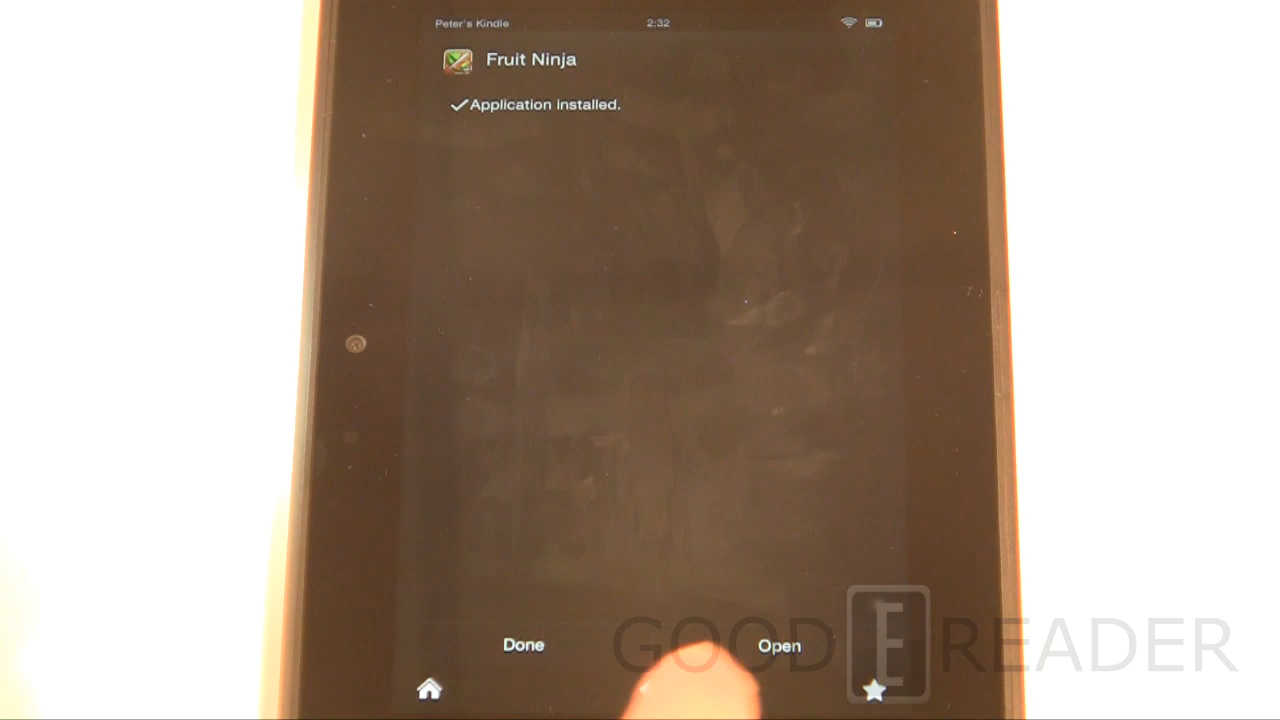 Peter's Kindle 2:32
Fruit Ninja
Application installed.
Done Open
GOOD E READER